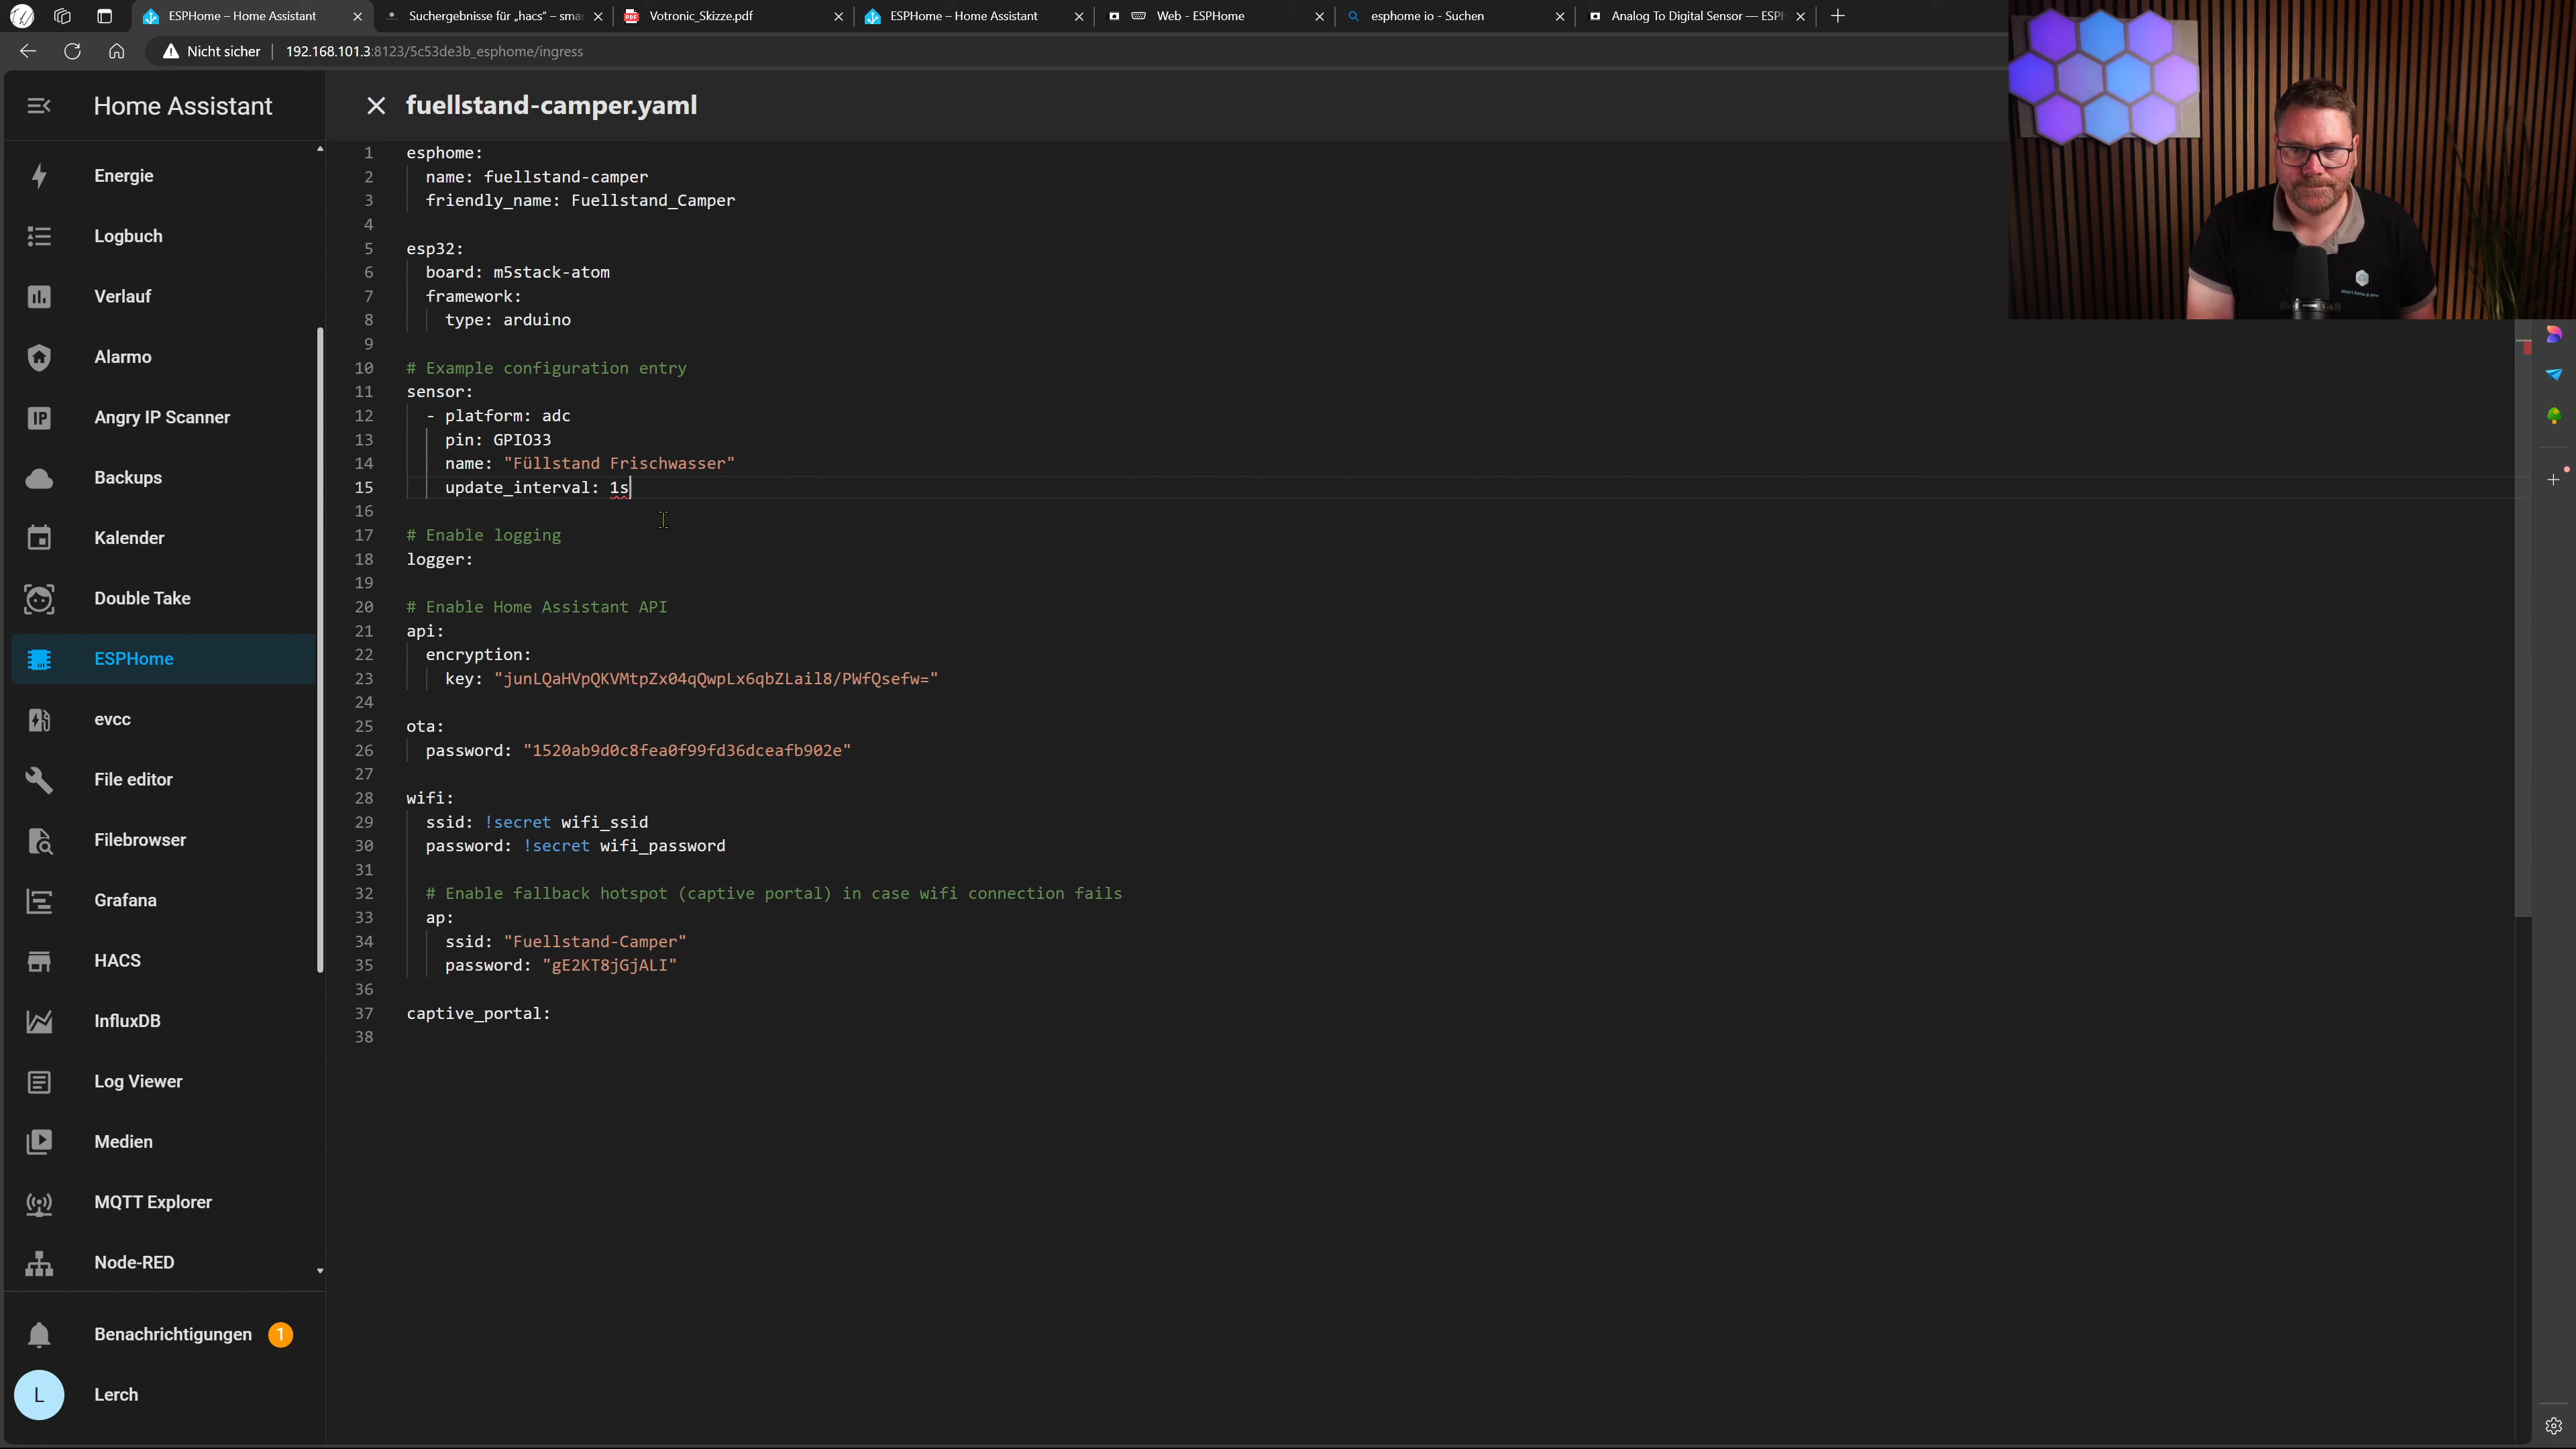 ESPHome – Home Assistant
Suchergebnisse für „hacs“ – smar
PDF
Votronic_Skizze.pdf
ESPHome – Home Assistant
Web - ESPHome
esphome io - Suchen
Analog To Digital Sensor — ESPH
Nicht sicher
192.168.101.3:8123/5c53de3b_esphome/ingress
Home Assistant
Energie
Logbuch
Verlauf
Alarmo
IP
Angry IP Scanner
Backups
Kalender
Double Take
ESPHome
evcc
File editor
Filebrowser
Grafana
HACS
InfluxDB
Log Viewer
Medien
MQTT Explorer
Node-RED
Benachrichtigungen
1
L
Lerch
fuellstand-camper.yaml
1 esphome:
2 name: fuellstand-camper
3 friendly_name: Fuellstand_Camper
4
5 esp32:
6 board: m5stack-atom
7 framework:
8 type: arduino
9
10 # Example configuration entry
11 sensor:
12 - platform: adc
13 pin: GPIO33
14 name: "Füllstand Frischwasser"
15 update_interval: 1s
16
17 # Enable logging
18 logger:
19
20 # Enable Home Assistant API
21 api:
22 encryption:
23 key: "junLQaHVpQKVMtpZx04qQwpLx6qbZLail8/PWfQsefw="
24
25 ota:
26 password: "1520ab9d0c8fea0f99fd36dceafb902e"
27
28 wifi:
29 ssid: !secret wifi_ssid
30 password: !secret wifi_password
31
32 # Enable fallback hotspot (captive portal) in case wifi connection fails
33 ap:
34 ssid: "Fuellstand-Camper"
35 password: "gE2KT8jGjALI"
36
37 captive_portal:
38